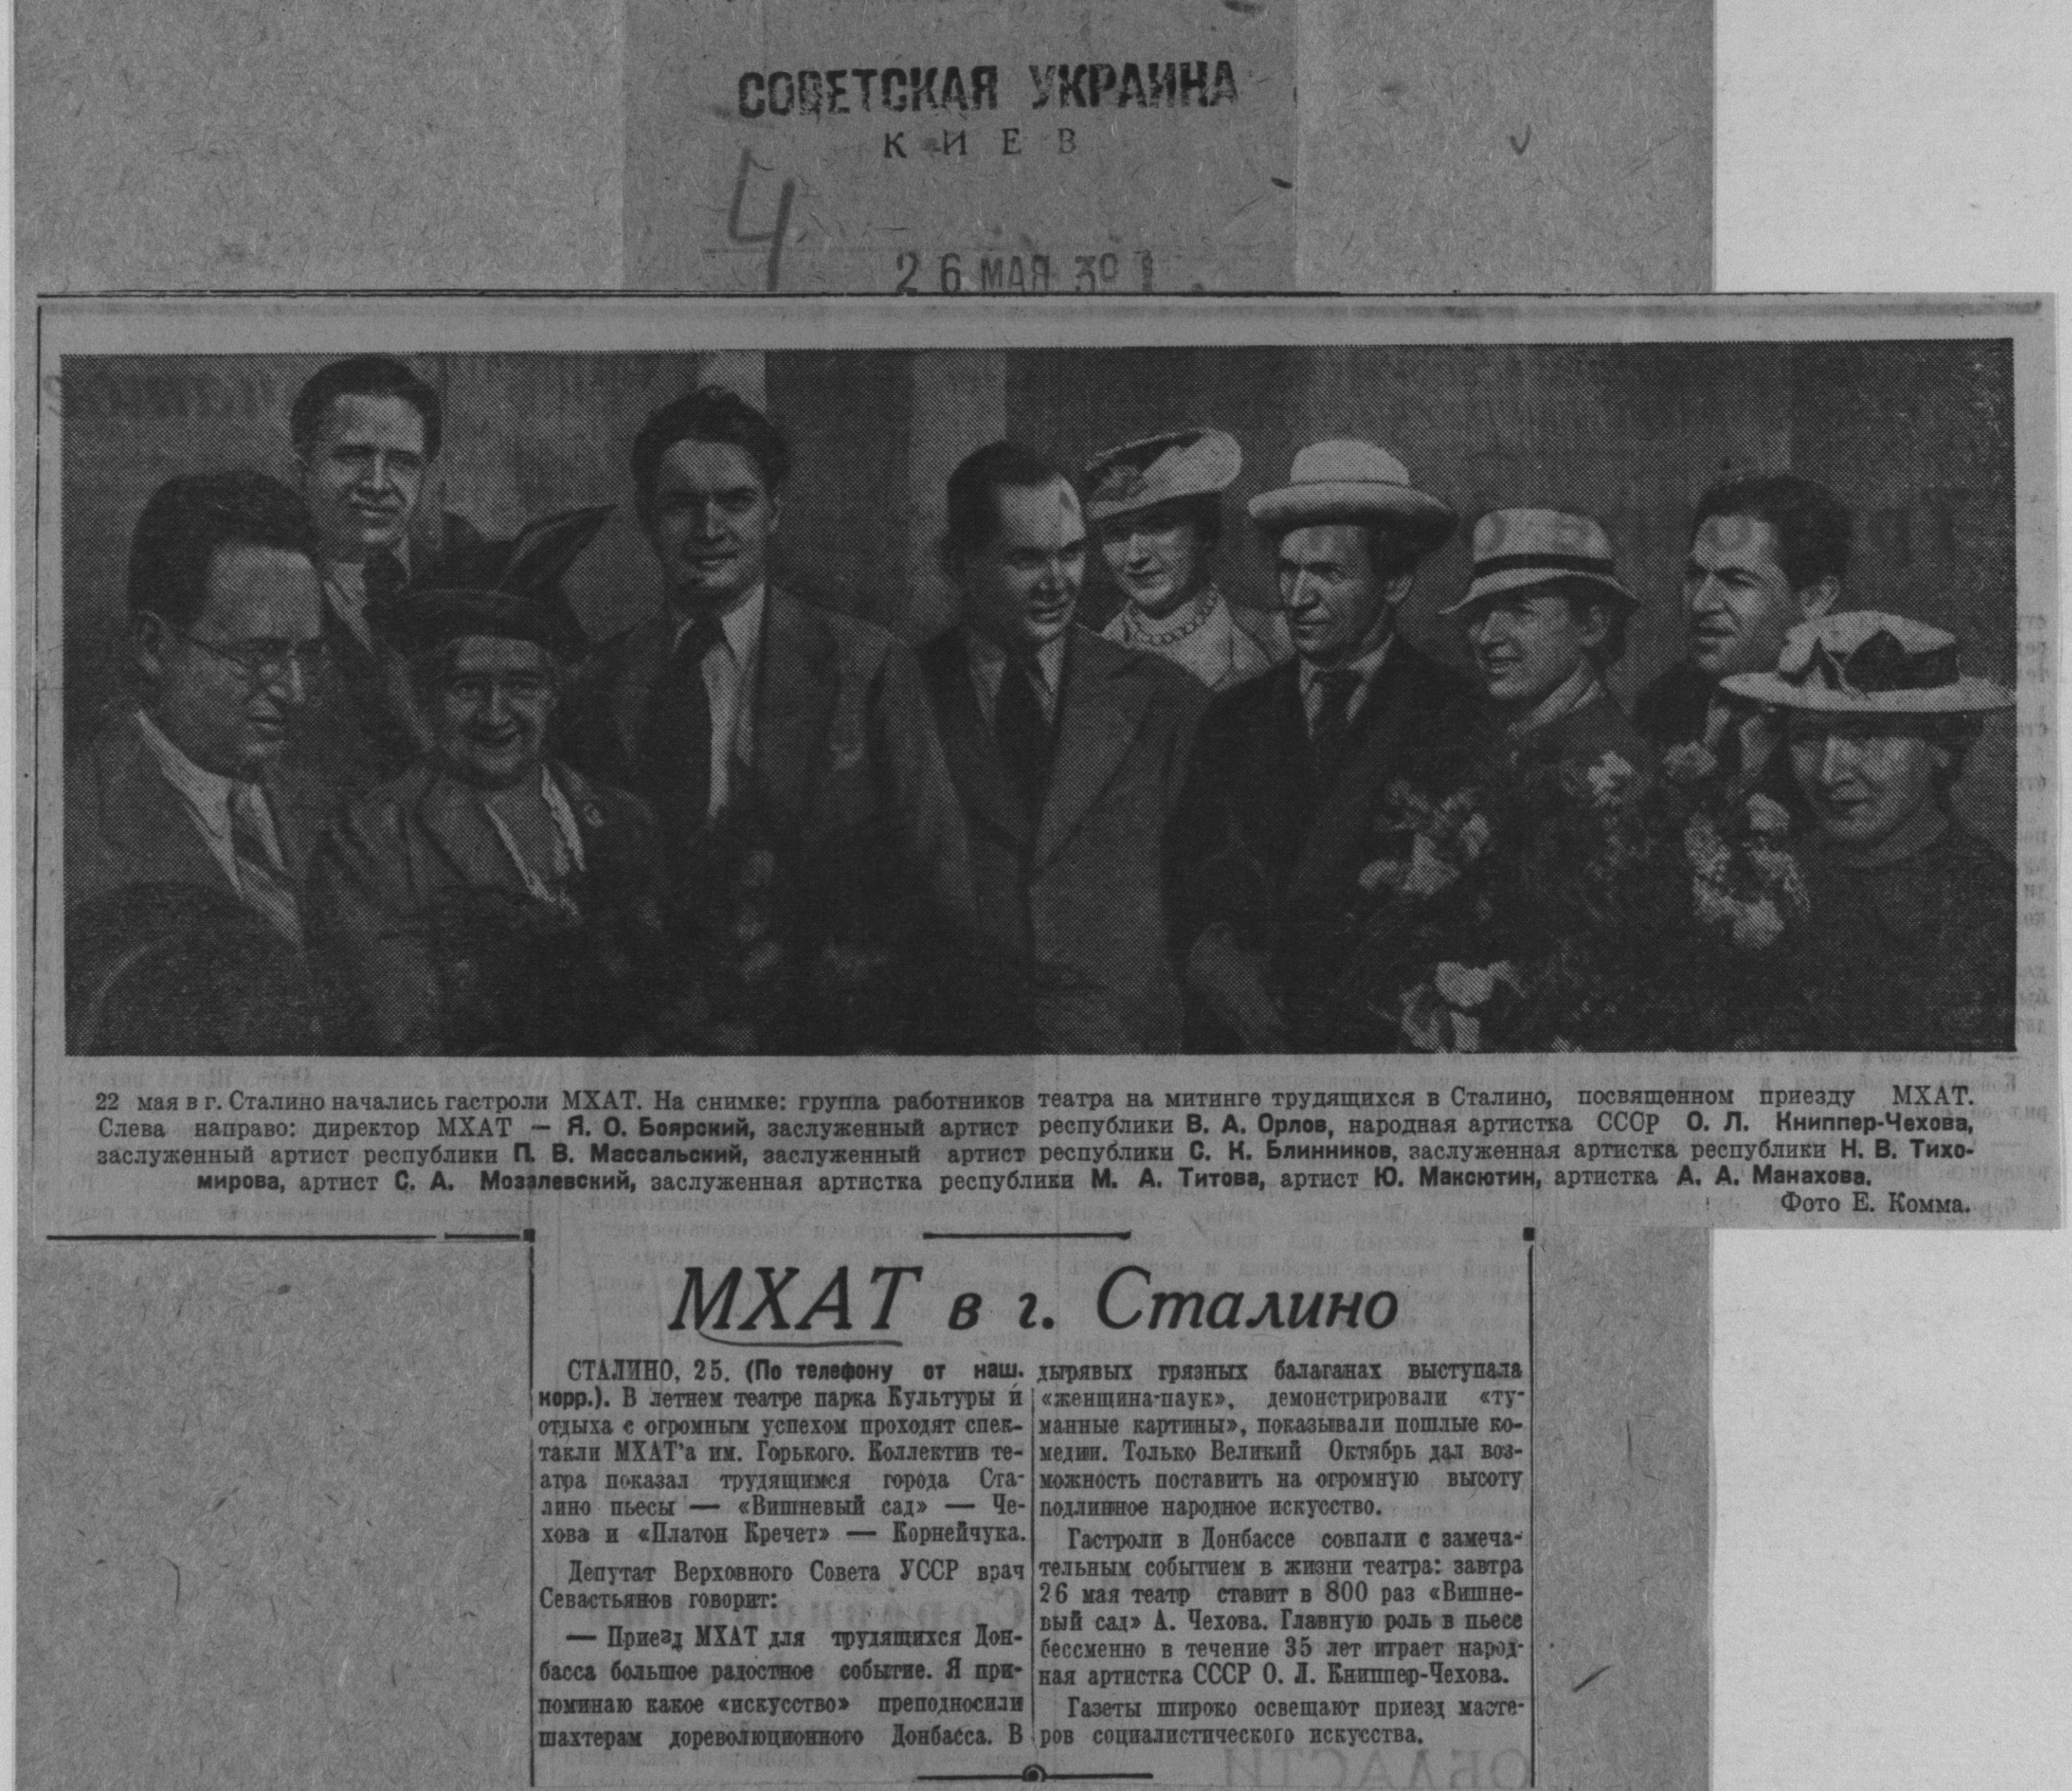 СОВЕТСКАЯ УКРАИНА
КИЕВ
4
26 МАЯ 39
22 мая в г. Сталино начались гастроли МХАТ. На снимке: группа работников театра на митинге трудящихся в Сталино, посвященном приезду МХАТ.
Слева направо: директор МХАТ — Я. О. Боярский, заслуженный артист республики В. А. Орлов, народная артистка СССР О. Л. Книппер-Чехова,
заслуженный артист республики П. В. Массальский, заслуженный артист республики С. К. Блинников, заслуженная артистка республики Н. В. Тихо-
мирова, артист С. А. Мозалевский, заслуженная артистка республики М. А. Титова, артист Ю. Максютин, артистка А. А. Манахова.
Фото Е. Комма.
МХАТ в г. Сталино
СТАЛИНО, 25. (По телефону от наш.
корр.). В летнем театре парка Культуры и
отдыха с огромным успехом проходят спек-
такли МХАТ'а им. Горького. Коллектив те-
атра показал трудящимся города Ста-
лино пьесы — «Вишневый сад» — Че-
хова и «Платон Кречет» — Корнейчука.
Депутат Верховного Совета УССР врач
Севастьянов говорит:
— Приезд МХАТ для трудящихся Дон-
басса большое радостное событие. Я при-
поминаю какое «искусство» преподносили
шахтерам дореволюционного Донбасса. В
дырявых грязных балаганах выступала
«женщина-паук», демонстрировали «ту-
манные картины», показывали пошлые ко-
медии. Только Великий Октябрь дал воз-
можность поставить на огромную высоту
подлинное народное искусство.
Гастроли в Донбассе совпали с замеча-
тельным событием в жизни театра: завтра
26 мая театр ставит в 800 раз «Вишне-
вый сад» А. Чехова. Главную роль в пьесе
бессменно в течение 35 лет играет народ-
ная артистка СССР О. Л. Книппер-Чехова.
Газеты широко освещают приезд масте-
ров социалистического искусства.